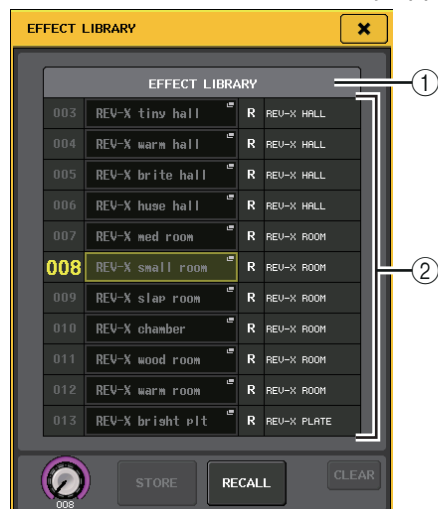 EFFECT LIBRARY
EFFECT LIBRARY
①
003 REV-X tiny hall R REV-X HALL
004 REV-X warm hall R REV-X HALL
005 REV-X brite hall R REV-X HALL
006 REV-X huge hall R REV-X HALL
007 REV-X med room R REV-X ROOM
008 REV-X small room R REV-X ROOM
②
009 REV-X slap room R REV-X ROOM
010 REV-X chamber R REV-X ROOM
011 REV-X wood room R REV-X ROOM
012 REV-X warm room R REV-X ROOM
013 REV-X bright plt R REV-X PLATE
008
STORE
RECALL
CLEAR